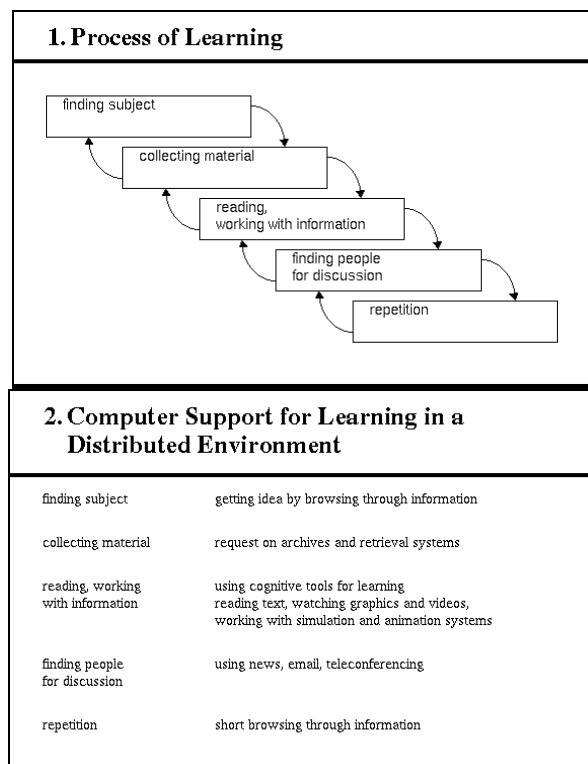 1. Process of Learning
finding subject
collecting material
reading,
working with information
finding people
for discussion
repetition
2. Computer Support for Learning in a
Distributed Environment
finding subject getting idea by browsing through information
collecting material request on archives and retrieval systems
reading, working using cognitive tools for learning
with information reading text, watching graphics and videos,
working with simulation and animation systems
finding people using news, email, teleconferencing
for discussion
repetition short browsing through information